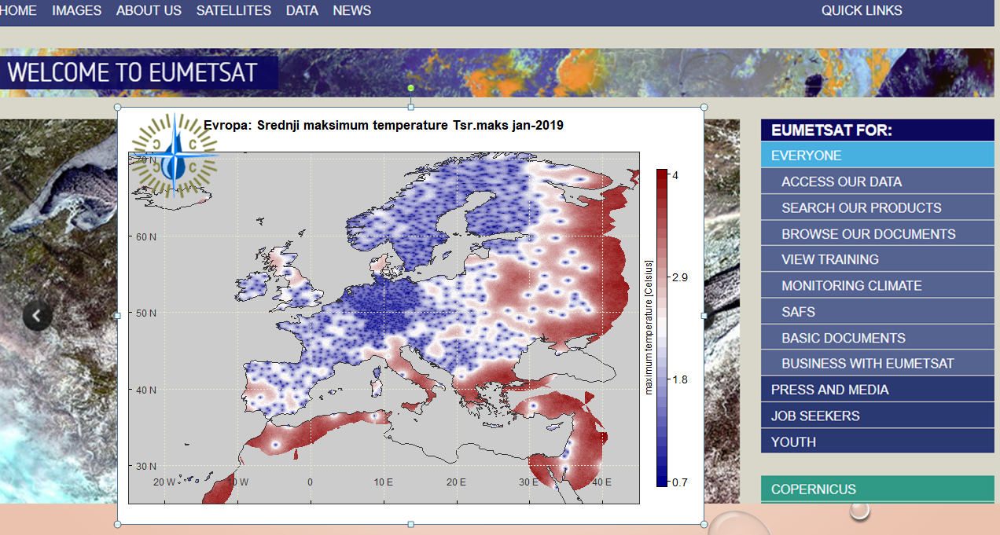 HOME IMAGES ABOUT US SATELLITES DATA NEWS QUICK LINKS
WELCOME TO EUMETSAT
Evropa: Srednji maksimum temperature Tsr.maks jan-2019
70 N
60 N
50 N
40 N
30 N
20 W 10 W 0 10 E 20 E 30 E 40 E
maximum temperature [Celsius]
4
2.9
1.8
0.7
EUMETSAT FOR:
EVERYONE
ACCESS OUR DATA
SEARCH OUR PRODUCTS
BROWSE OUR DOCUMENTS
VIEW TRAINING
MONITORING CLIMATE
SAFS
BASIC DOCUMENTS
BUSINESS WITH EUMETSAT
PRESS AND MEDIA
JOB SEEKERS
YOUTH
COPERNICUS